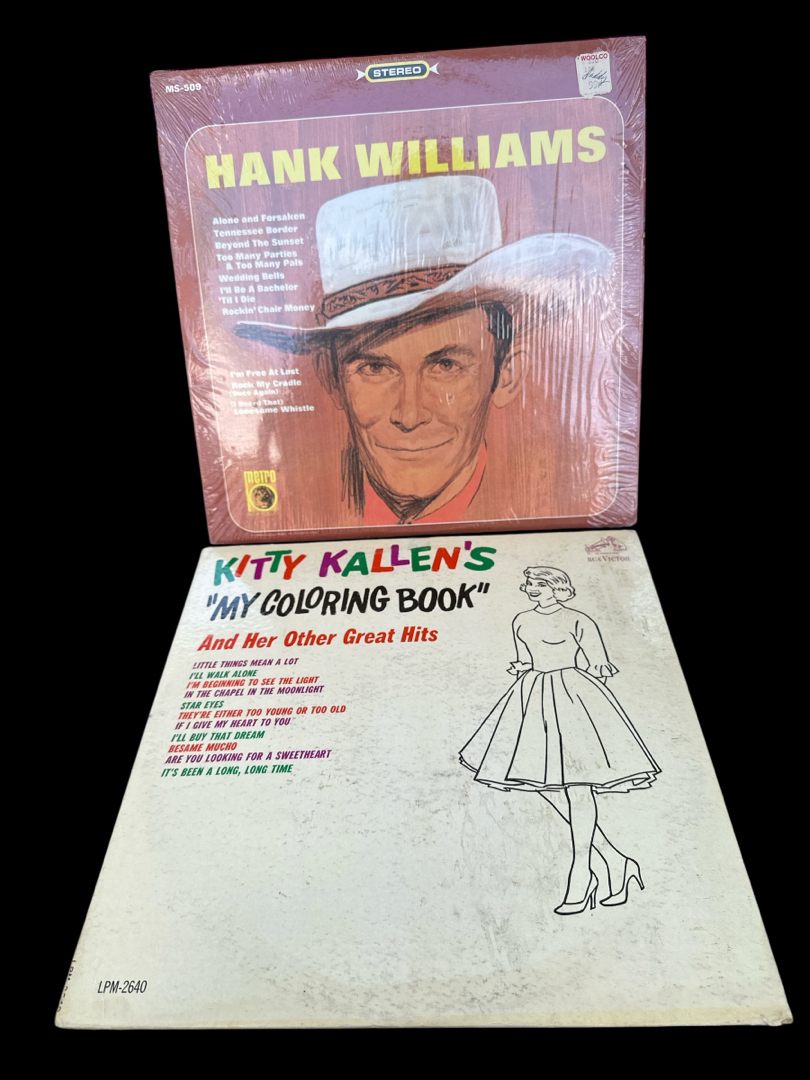 MS-509
STEREO
WOOLCO
HANK WILLIAMS
Alone and Forsaken
Tennessee Border
Beyond The Sunset
Too Many Parties
& Too Many Pals
Wedding Bells
I'll Be A Bachelor
'Til I Die
Rockin' Chair Money
I'm Free At Last
Rock My Cradle
(Once Again)
(I Heard That)
Lonesome Whistle
metro
KITTY KALLEN'S
"MY COLORING BOOK"
And Her Other Great Hits
RCA VICTOR
LITTLE THINGS MEAN A LOT
I'LL WALK ALONE
I'M BEGINNING TO SEE THE LIGHT
IN THE CHAPEL IN THE MOONLIGHT
STAR EYES
THEY'RE EITHER TOO YOUNG OR TOO OLD
IF I GIVE MY HEART TO YOU
I'LL BUY THAT DREAM
BESAME MUCHO
ARE YOU LOOKING FOR A SWEETHEART
IT'S BEEN A LONG, LONG TIME
LPM-2640